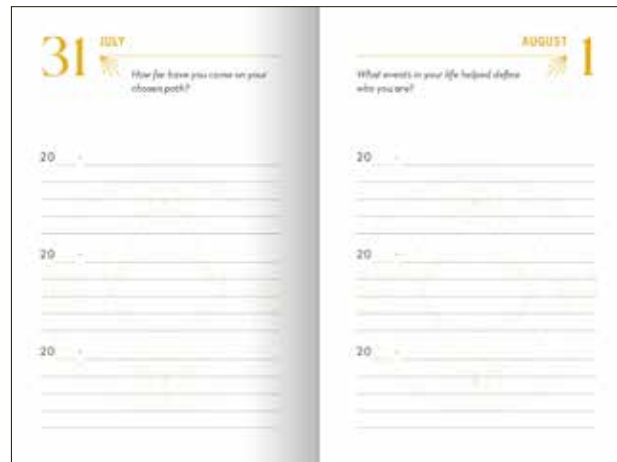 31 JULY
How far have you come on your
chosen path?
20
20
20
AUGUST 1
What events in your life helped define
who you are?
20
20
20